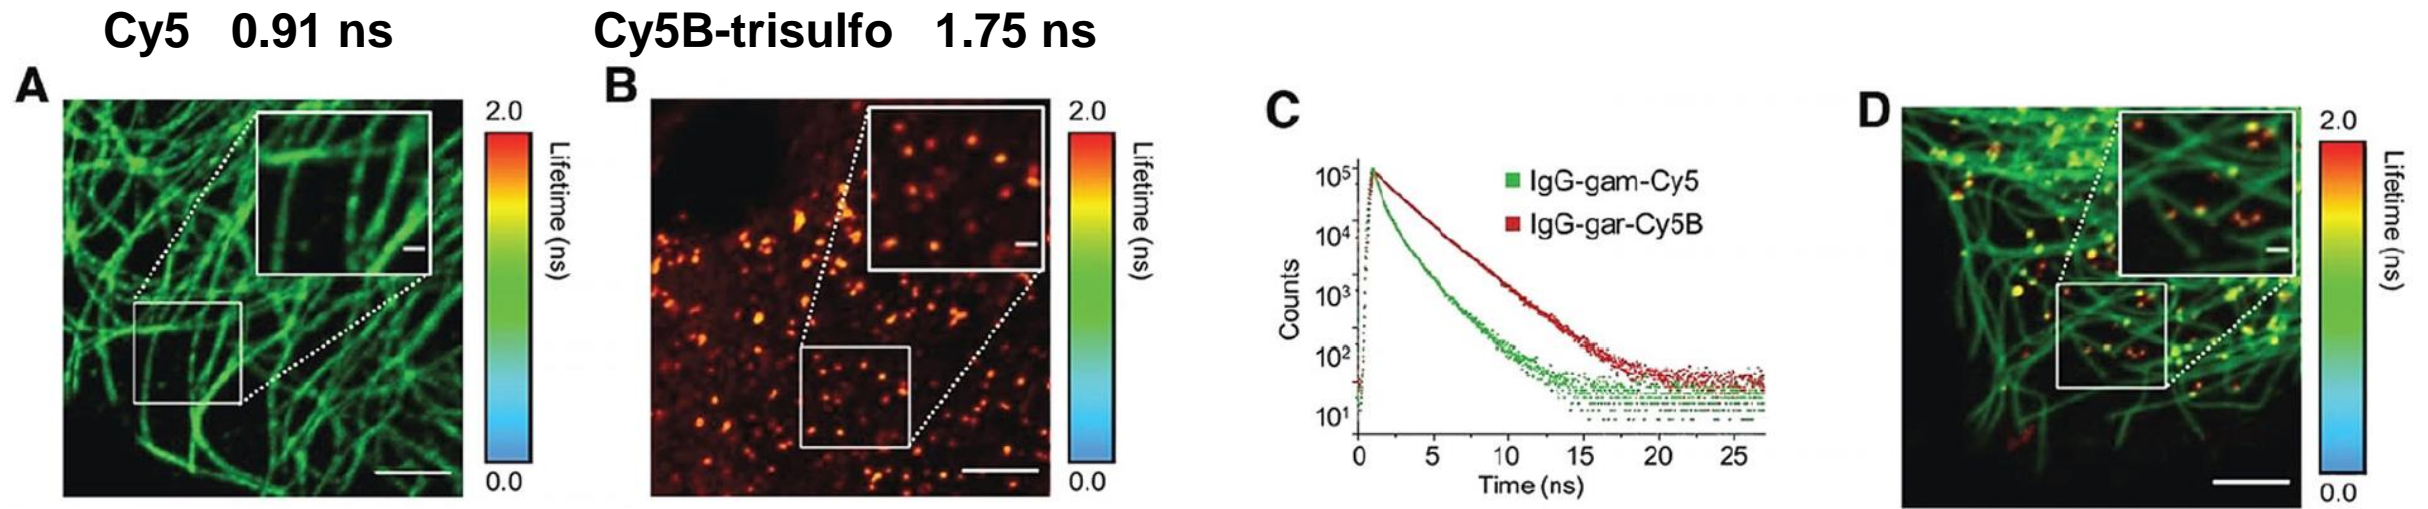 Cy5 0.91 ns
Cy5B-trisulfo 1.75 ns
A
2.0
Lifetime (ns)
0.0
B
2.0
Lifetime (ns)
0.0
C
IgG-gam-Cy5
IgG-gar-Cy5B
10⁵
10⁴
10³
10²
10¹
Counts
0 5 10 15 20 25
Time (ns)
D
2.0
Lifetime (ns)
0.0